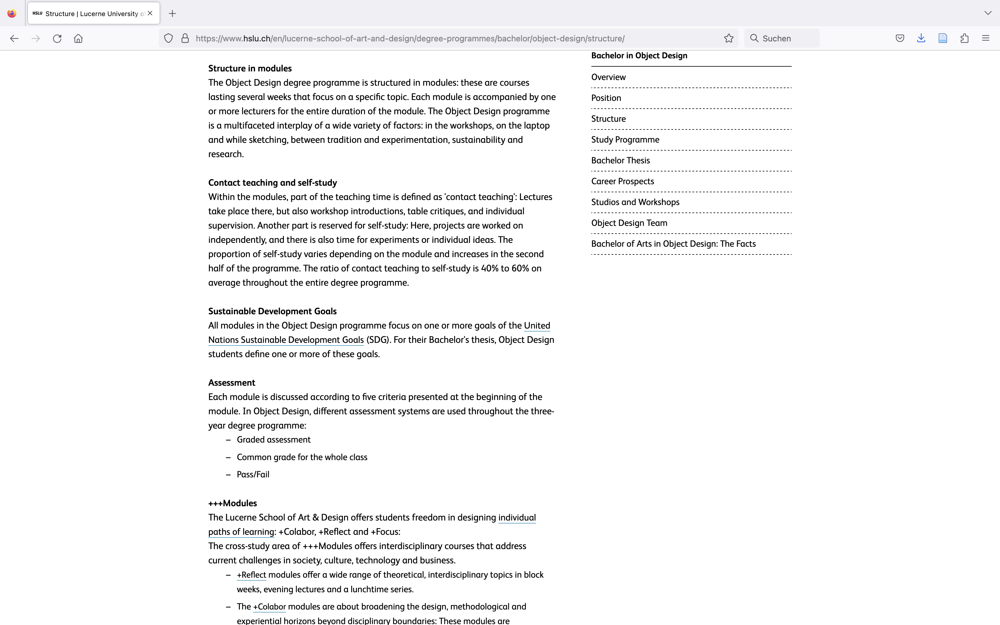 HSLU Structure | Lucerne University of
https://www.hslu.ch/en/lucerne-school-of-art-and-design/degree-programmes/bachelor/object-design/structure/
Suchen
Structure in modules
The Object Design degree programme is structured in modules: these are courses
lasting several weeks that focus on a specific topic. Each module is accompanied by one
or more lecturers for the entire duration of the module. The Object Design programme
is a multifaceted interplay of a wide variety of factors: in the workshops, on the laptop
and while sketching, between tradition and experimentation, sustainability and
research.
Contact teaching and self-study
Within the modules, part of the teaching time is defined as 'contact teaching': Lectures
take place there, but also workshop introductions, table critiques, and individual
supervision. Another part is reserved for self-study: Here, projects are worked on
independently, and there is also time for experiments or individual ideas. The
proportion of self-study varies depending on the module and increases in the second
half of the programme. The ratio of contact teaching to self-study is 40% to 60% on
average throughout the entire degree programme.
Sustainable Development Goals
All modules in the Object Design programme focus on one or more goals of the United
Nations Sustainable Development Goals (SDG). For their Bachelor's thesis, Object Design
students define one or more of these goals.
Assessment
Each module is discussed according to five criteria presented at the beginning of the
module. In Object Design, different assessment systems are used throughout the three-
year degree programme:
– Graded assessment
– Common grade for the whole class
– Pass/Fail
+++Modules
The Lucerne School of Art & Design offers students freedom in designing individual
paths of learning: +Colabor, +Reflect and +Focus:
The cross-study area of +++Modules offers interdisciplinary courses that address
current challenges in society, culture, technology and business.
– +Reflect modules offer a wide range of theoretical, interdisciplinary topics in block
weeks, evening lectures and a lunchtime series.
– The +Colabor modules are about broadening the design, methodological and
experiential horizons beyond disciplinary boundaries: These modules are
Bachelor in Object Design
Overview
Position
Structure
Study Programme
Bachelor Thesis
Career Prospects
Studios and Workshops
Object Design Team
Bachelor of Arts in Object Design: The Facts